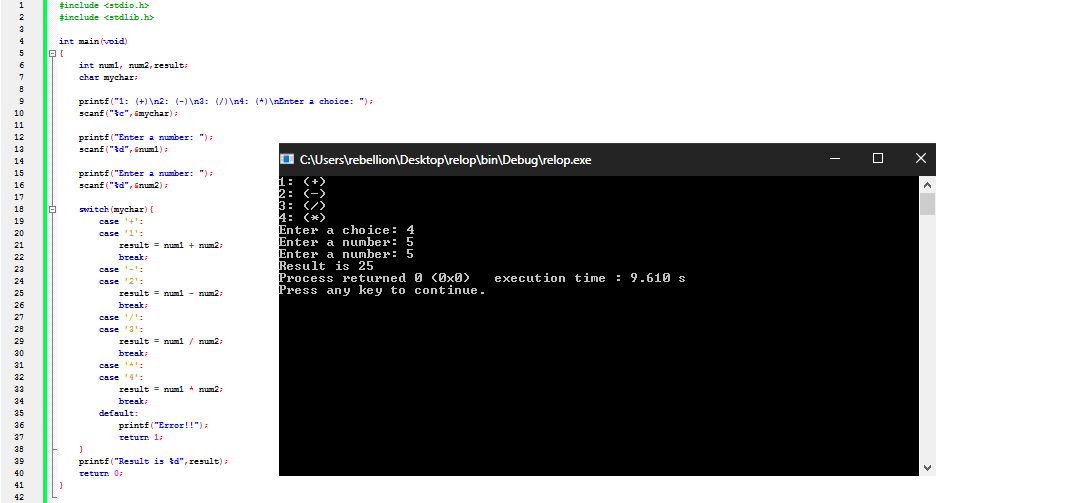 1 #include <stdio.h>
2 #include <stdlib.h>
3
4 int main(void)
5 {
6 int num1, num2,result;
7 char mychar;
8
9 printf("1: (+)\n2: (-)\n3: (/)\n4: (*)\nEnter a choice: ");
10 scanf("%c",&mychar);
11
12 printf("Enter a number: ");
13 scanf("%d",&num1);
14
15 printf("Enter a number: ");
16 scanf("%d",&num2);
17
18 switch(mychar){
19 case '+':
20 case '1':
21 result = num1 + num2;
22 break;
23 case '-':
24 case '2':
25 result = num1 - num2;
26 break;
27 case '/':
28 case '3':
29 result = num1 / num2;
30 break;
31 case '*':
32 case '4':
33 result = num1 * num2;
34 break;
35 default:
36 printf("Error!!");
37 return 1;
38 }
39 printf("Result is %d",result);
40 return 0;
41 }
42
C:\Users\rebellion\Desktop\relop\bin\Debug\relop.exe
1: (+)
2: (-)
3: (/)
4: (*)
Enter a choice: 4
Enter a number: 5
Enter a number: 5
Result is 25
Process returned 0 (0x0)   execution time : 9.610 s
Press any key to continue.